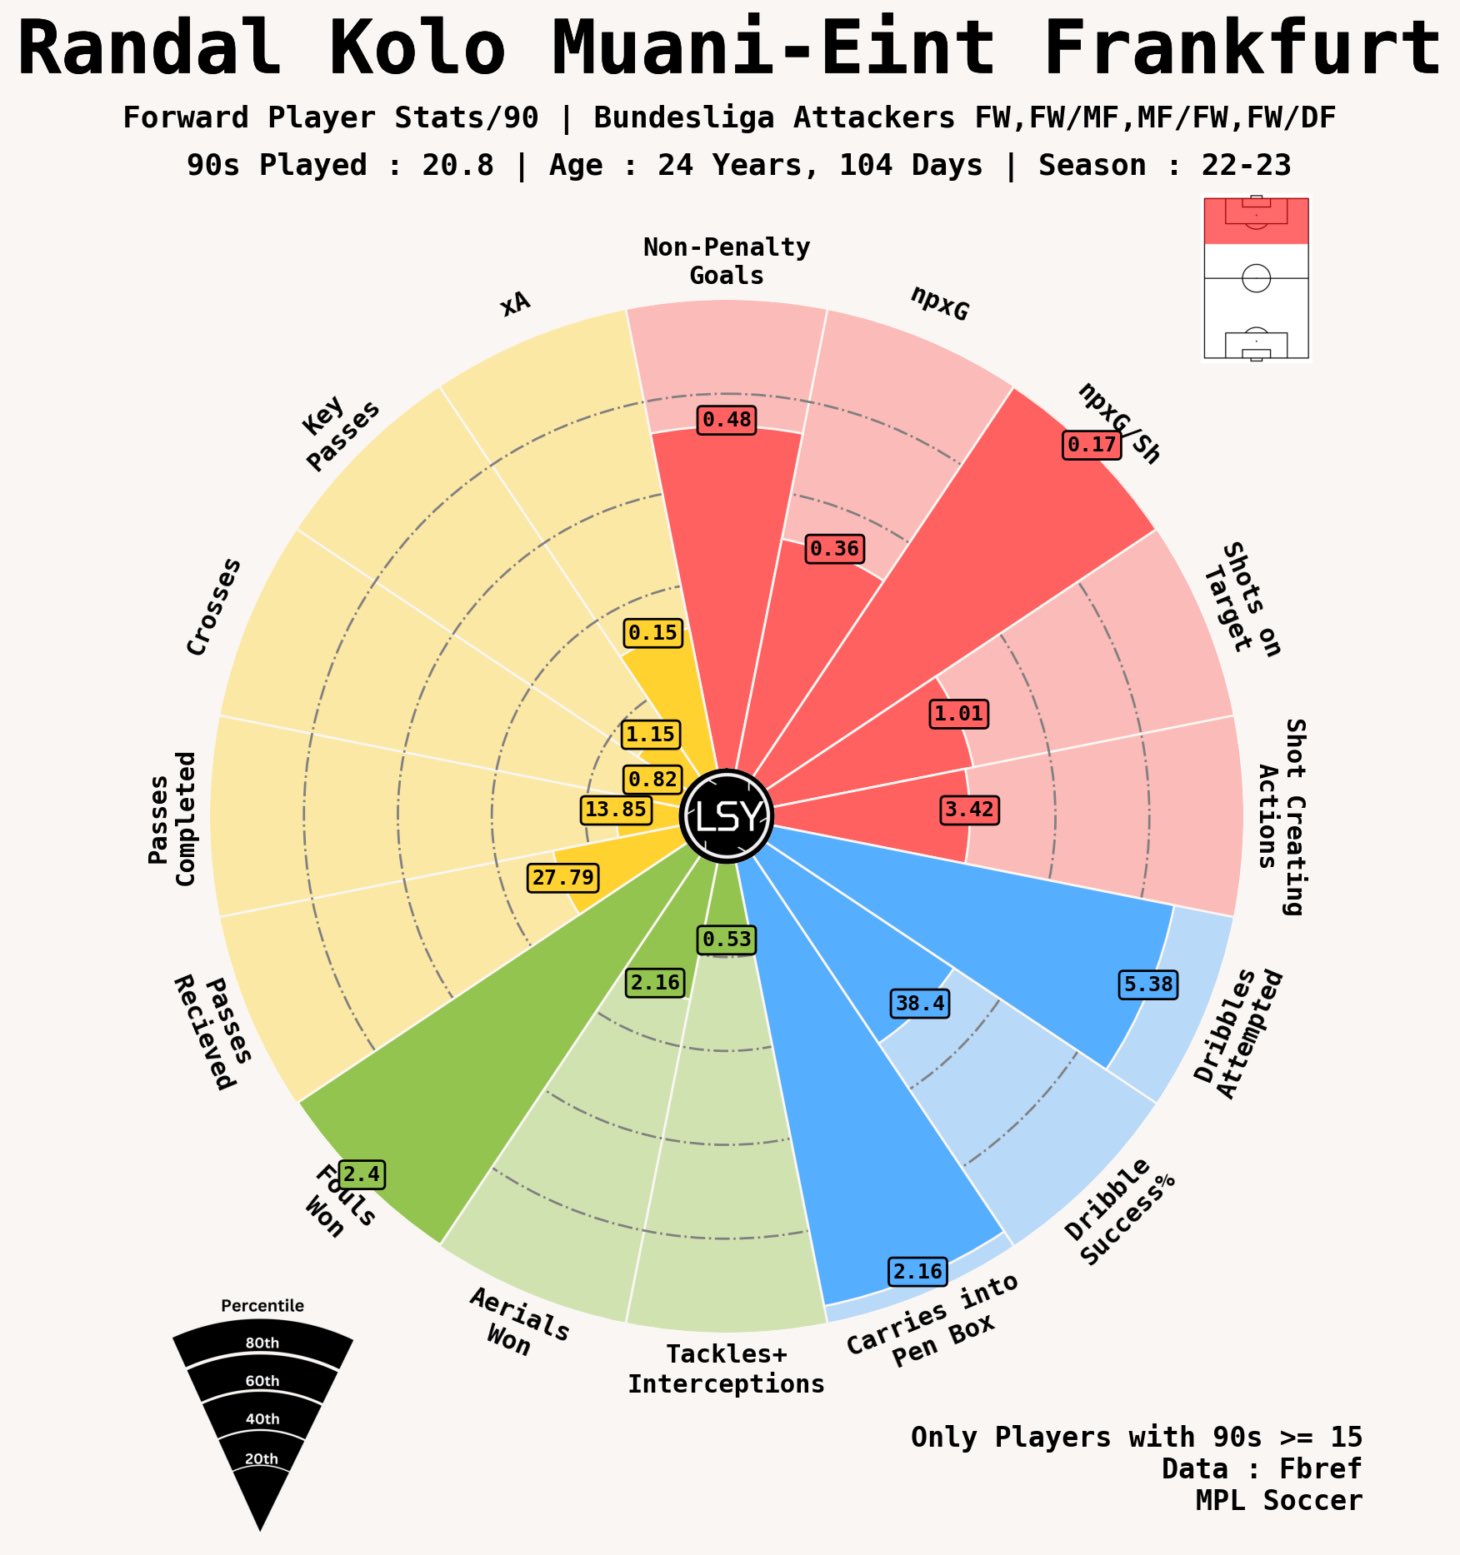 Randal Kolo Muani-Eint Frankfurt
Forward Player Stats/90 | Bundesliga Attackers FW,FW/MF,MF/FW,FW/DF
90s Played : 20.8 | Age : 24 Years, 104 Days | Season : 22-23
Non-Penalty
Goals
0.48
npxG
0.36
npxG/Sh
0.17
Shots on
Target
1.01
Shot Creating
Actions
3.42
Dribbles
Attempted
5.38
Dribble
Success%
38.4
Carries into
Pen Box
2.16
Tackles+
Interceptions
0.53
Aerials
Won
2.16
Fouls
Won
2.4
Passes
Recieved
27.79
Passes
Completed
13.85
Crosses
0.82
Key
Passes
1.15
xA
0.15
LSY
Percentile
80th
60th
40th
20th
Only Players with 90s >= 15
Data : Fbref
MPL Soccer